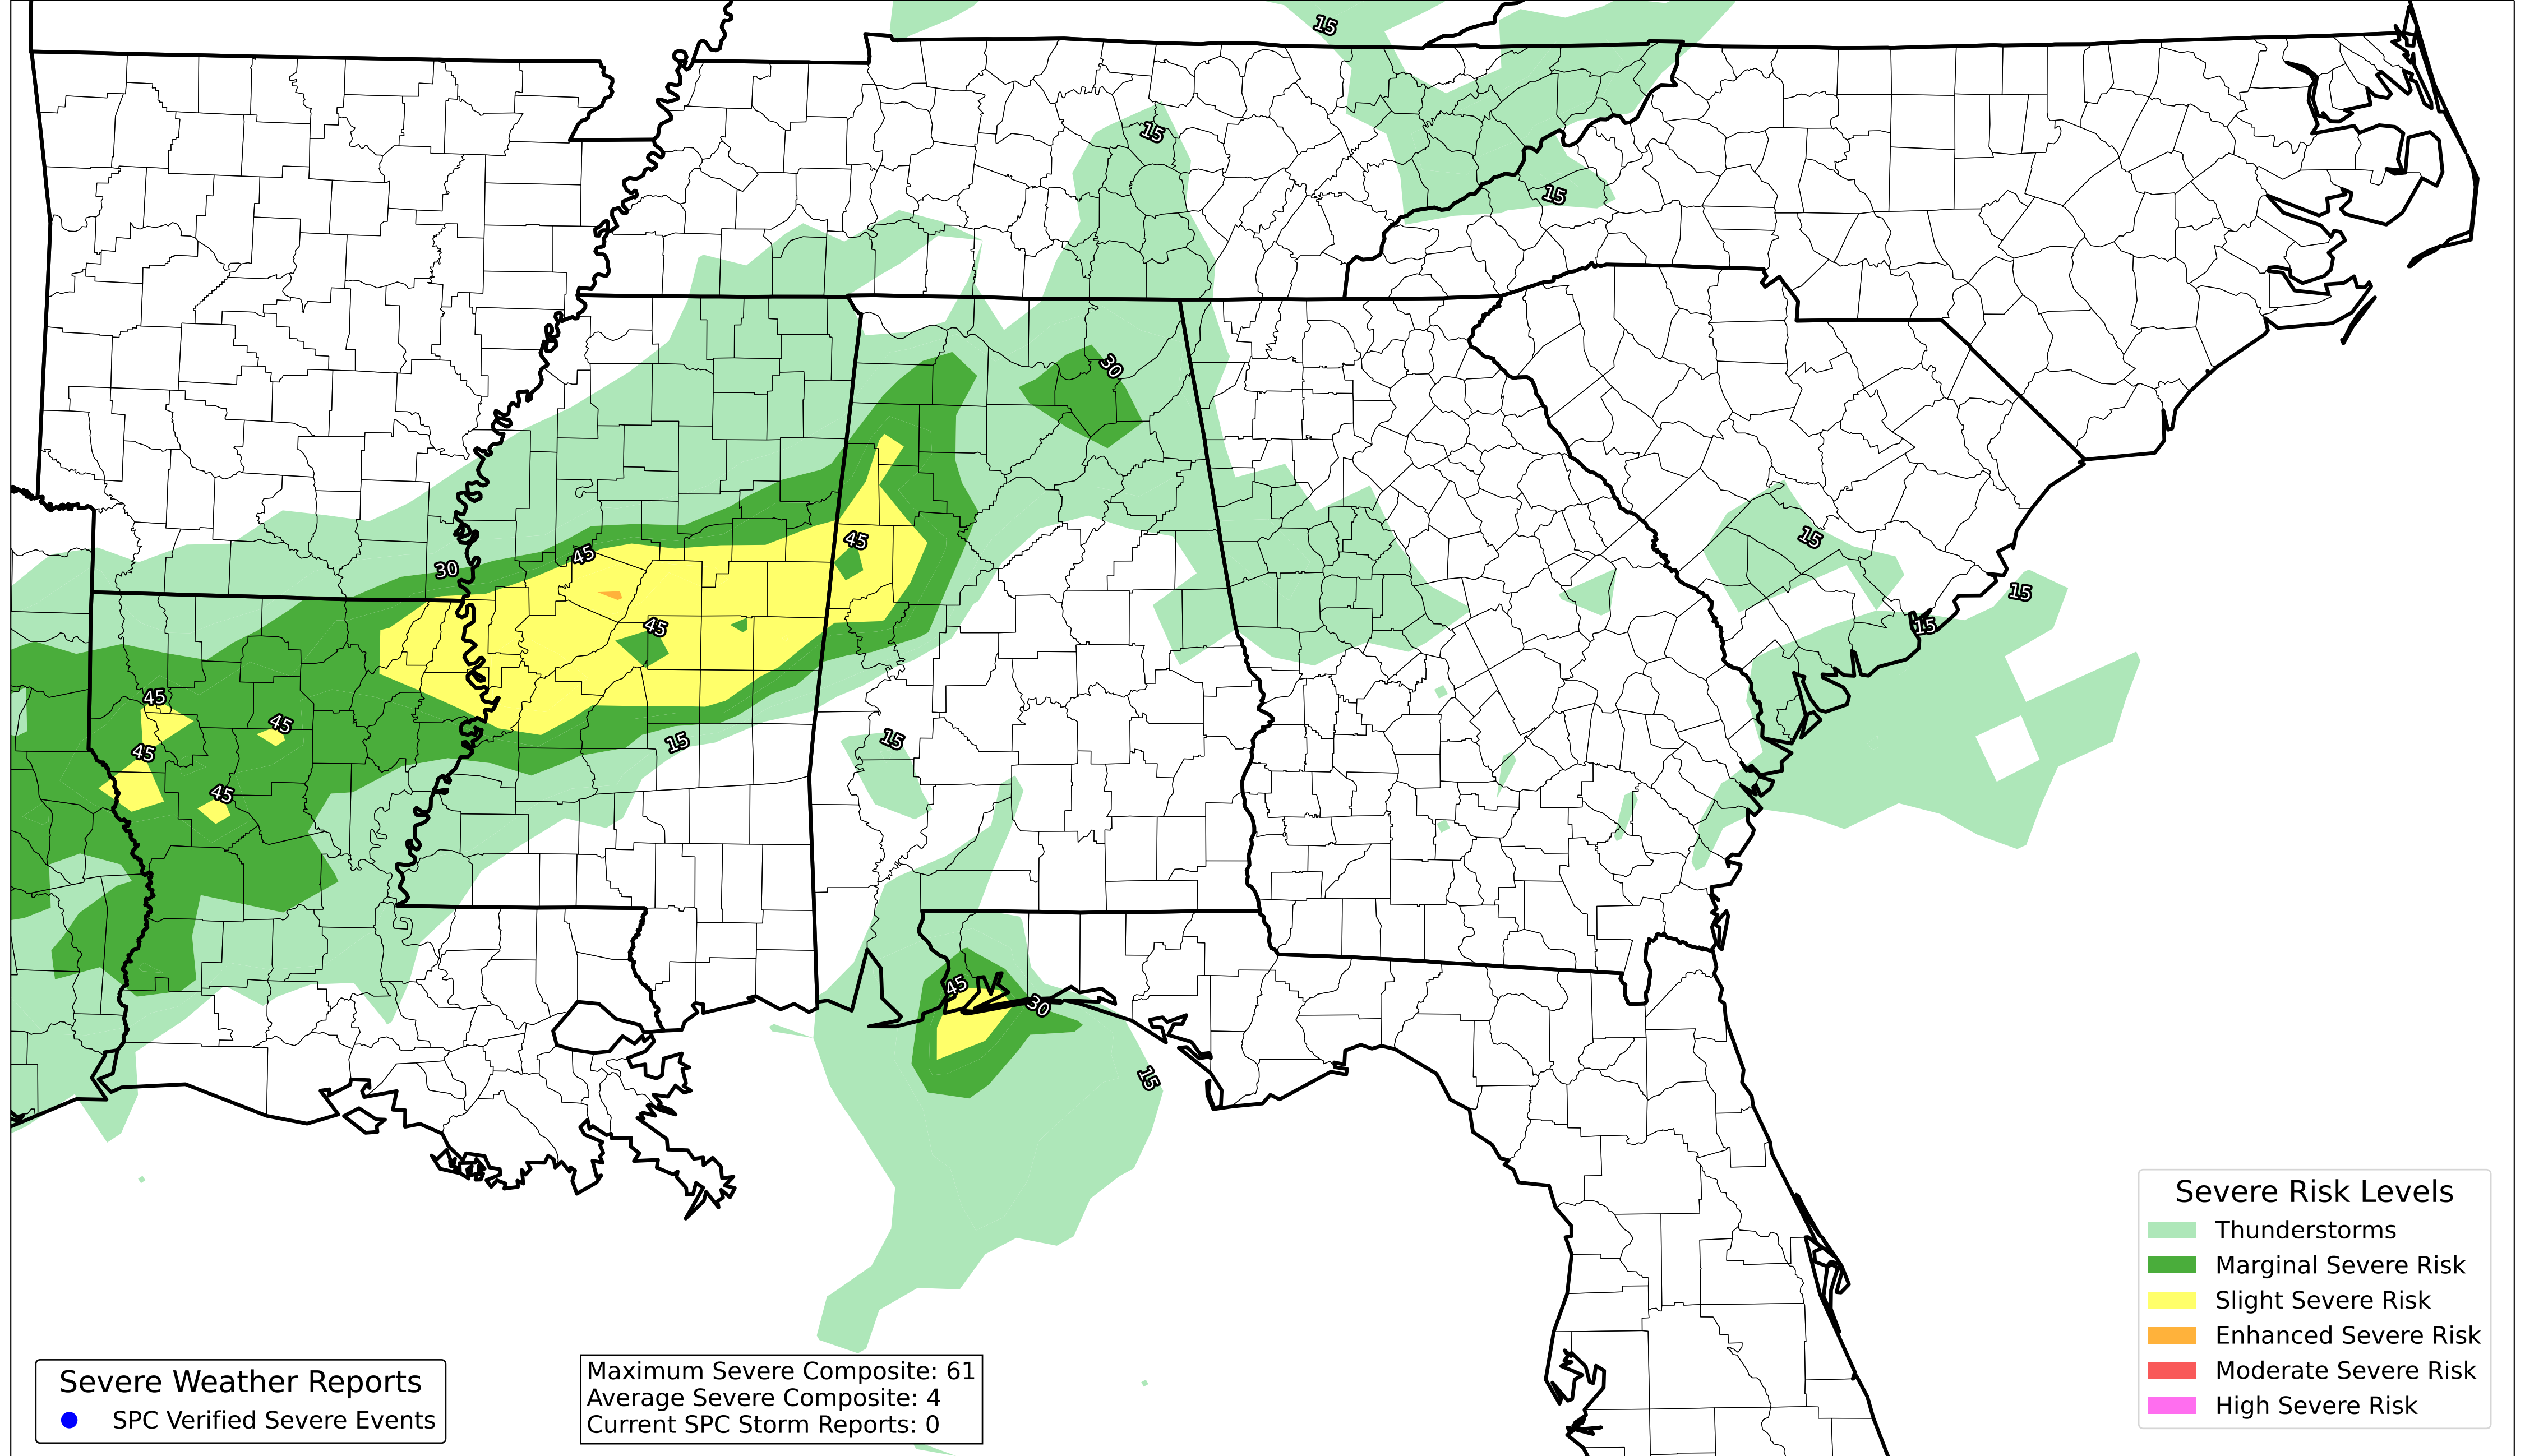 15
15
15
30
45
45
30
15
15
45
15
45
15
45
15
15
45
45
45
30
15
Severe Risk Levels
Thunderstorms
Marginal Severe Risk
Slight Severe Risk
Enhanced Severe Risk
Moderate Severe Risk
High Severe Risk
Severe Weather Reports
SPC Verified Severe Events
Maximum Severe Composite: 61
Average Severe Composite: 4
Current SPC Storm Reports: 0